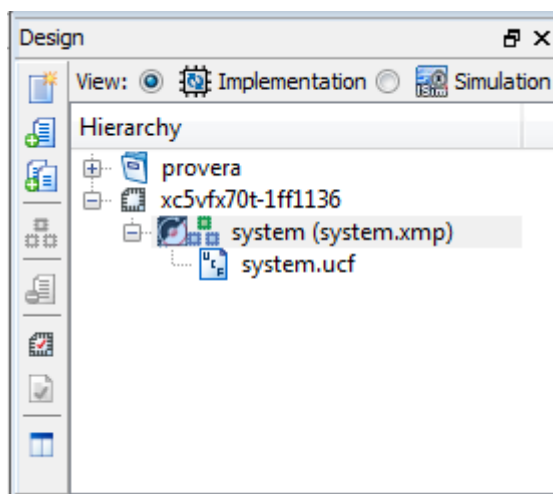 Design
View: Implementation Simulation
Hierarchy
provera
xc5vfx70t-1ff1136
system (system.xmp)
system.ucf